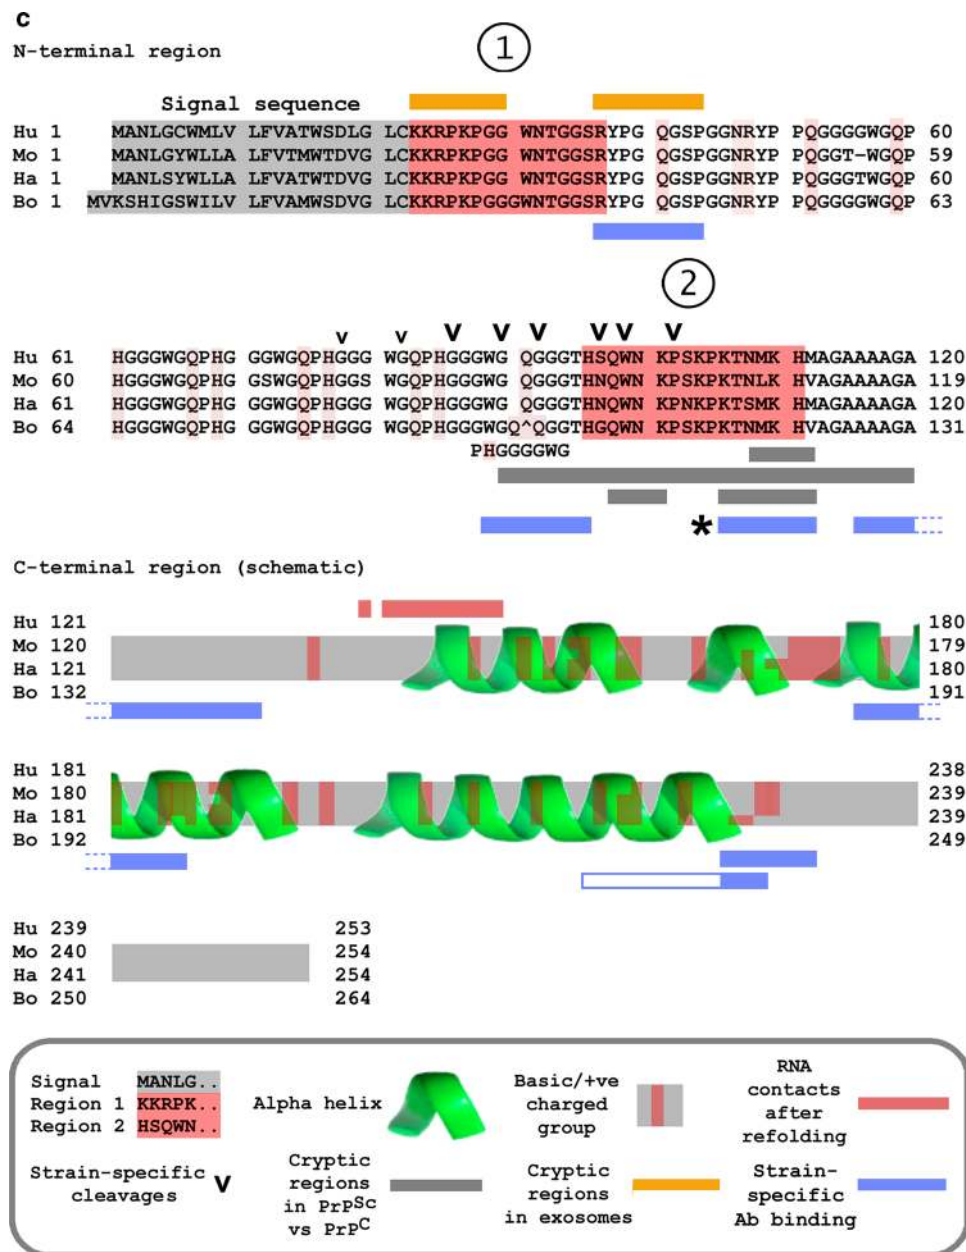 c
N-terminal region
1
Signal sequence
Hu 1 MANLGCWMLV LFVATWSDLG LCKKRPKPGG WNTGGSRYPG QGSPGGNRYP PQGGGGWGQP 60
Mo 1 MANLGYWLLA LFVTMWTDVG LCKKRPKPGG WNTGGSRYPG QGSPGGNRYP PQGGT-WGQP 59
Ha 1 MANLSYWLLA LFVATWTDVG LCKKRPKPGG WNTGGSRYPG QGSPGGNRYP PQGGGTWGQP 60
Bo 1 MVKSHIGSWILV LFVAMWSDVG LCKKRPKPGGGWNTGGSRYPG QGSPGGNRYP PQGGGGWGQP 63
2
v v V V V V V V
Hu 61 HGGGWGQPHG GGWGQPHGGG WGQPHGGGWG QGGGTHSQWN KPSKPKTNMK HMAGAAAAGA 120
Mo 60 HGGGWGQPHG GSWGQPHGGS WGQPHGGGWG QGGGTHNQWN KPSKPKTNLK HVAGAAAAGA 119
Ha 61 HGGGWGQPHG GGWGQPHGGG WGQPHGGGWG QGGGTHNQWN KPNKPKTSMK HMAGAAAAGA 120
Bo 64 HGGGWGQPHG GGWGQPHGGG WGQPHGGGWGQ^QGGGTHGQWN KPSKPKTNMK HVAGAAAAGA 131
PHGGGGWG
*
C-terminal region (schematic)
Hu 121 180
Mo 120 179
Ha 121 180
Bo 132 191
Hu 181 238
Mo 180 239
Ha 181 239
Bo 192 249
Hu 239 253
Mo 240 254
Ha 241 254
Bo 250 264
Signal MANLG..
Region 1 KKRPK..
Region 2 HSQWN..
Alpha helix
Basic/+ve
charged
group
RNA
contacts
after
refolding
Strain-specific
cleavages V
Cryptic
regions
in PrPSc
vs PrPC
Cryptic
regions
in exosomes
Strain-
specific
Ab binding